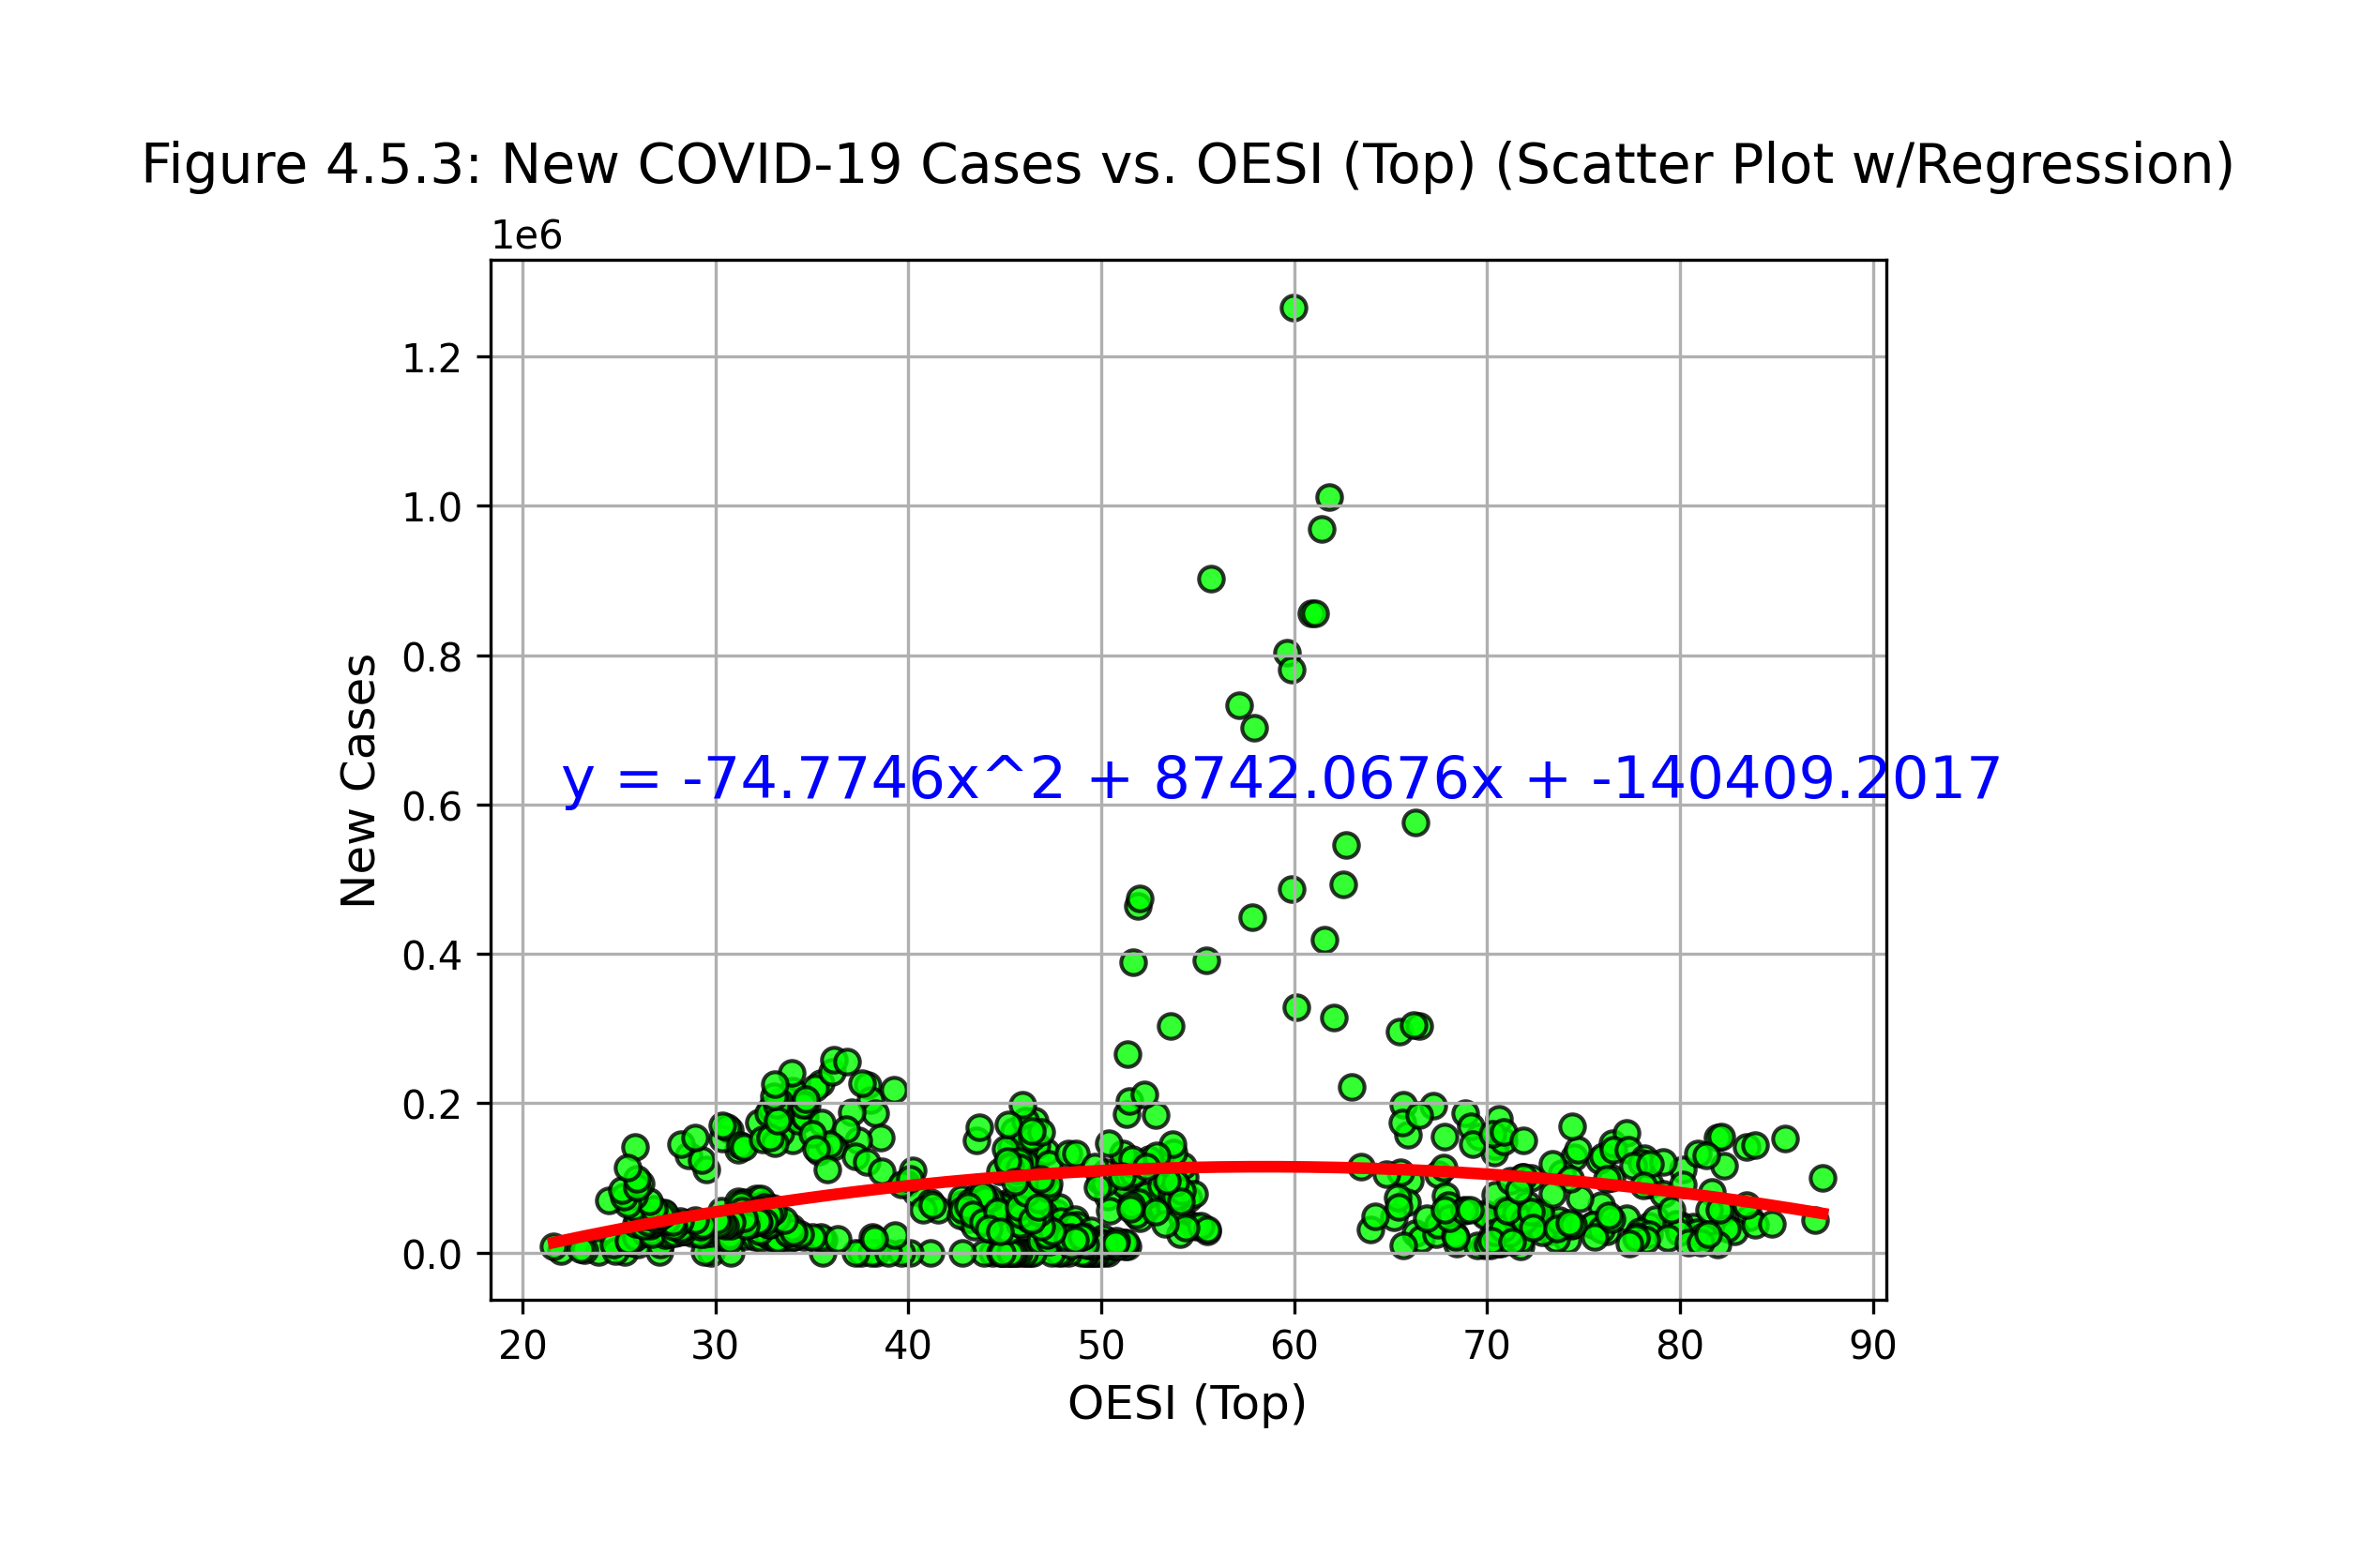 Figure 4.5.3: New COVID-19 Cases vs. OESI (Top) (Scatter Plot w/Regression)
1e6
1.2
1.0
0.8
y = -74.7746x^2 + 8742.0676x + -140409.2017
0.6
0.4
0.2
0.0
New Cases
20 30 40 50 60 70 80 90
OESI (Top)